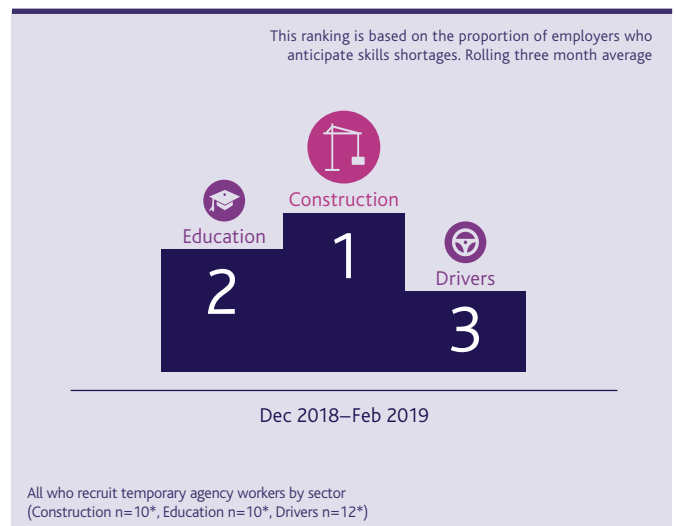 This ranking is based on the proportion of employers who
anticipate skills shortages. Rolling three month average
Construction
Education
1
Drivers
2
3
Dec 2018–Feb 2019
All who recruit temporary agency workers by sector
(Construction n=10*, Education n=10*, Drivers n=12*)